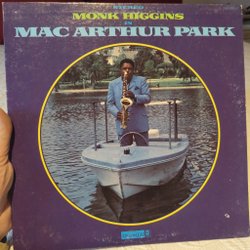 STEREO
MONK HIGGINS
IN
MAC ARTHUR PARK